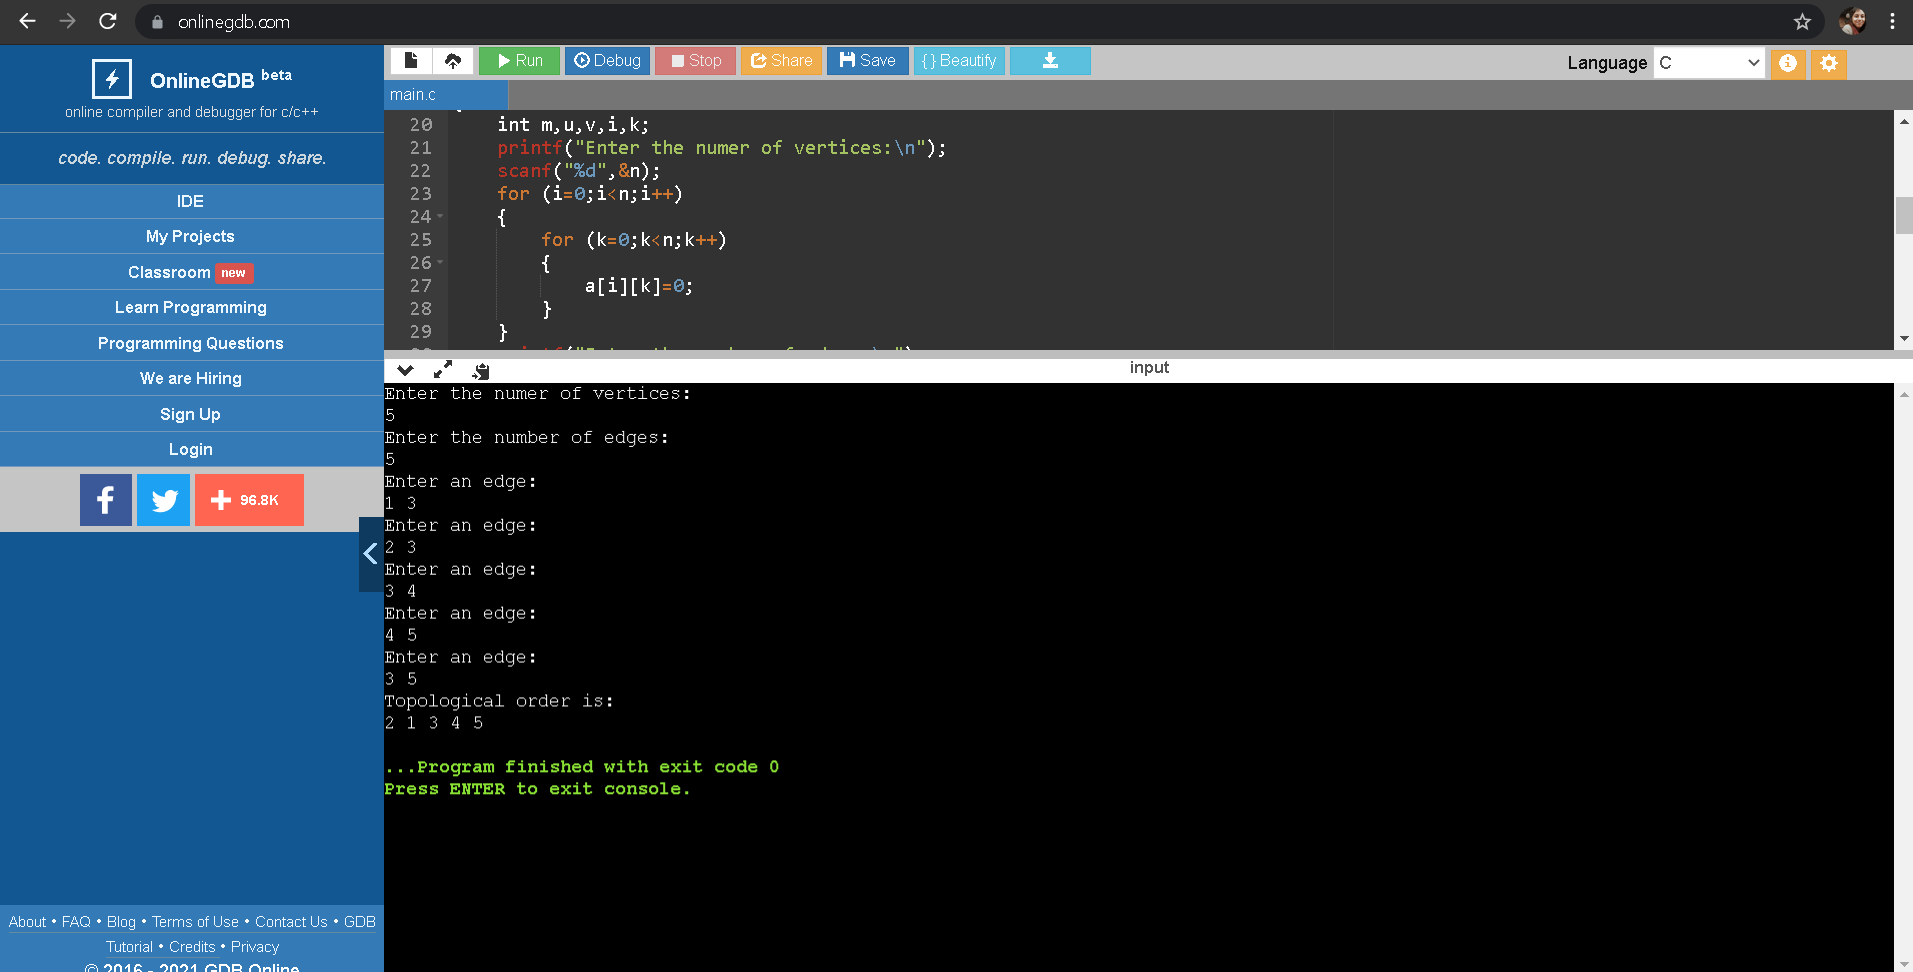 onlinegdb.com
OnlineGDB beta
online compiler and debugger for c/c++
code. compile. run. debug. share.
IDE
My Projects
Classroom new
Learn Programming
Programming Questions
We are Hiring
Sign Up
Login
96.8K
About • FAQ • Blog • Terms of Use • Contact Us • GDB
Tutorial • Credits • Privacy
© 2016 - 2021 GDB Online
Run Debug Stop Share Save {} Beautify
Language C
main.c
20 int m,u,v,i,k;
21 printf("Enter the numer of vertices:\n");
22 scanf("%d",&n);
23 for (i=0;i<n;i++)
24 {
25 for (k=0;k<n;k++)
26 {
27 a[i][k]=0;
28 }
29 }
input
Enter the numer of vertices:
5
Enter the number of edges:
5
Enter an edge:
1 3
Enter an edge:
2 3
Enter an edge:
3 4
Enter an edge:
4 5
Enter an edge:
3 5
Topological order is:
2 1 3 4 5
...Program finished with exit code 0
Press ENTER to exit console.